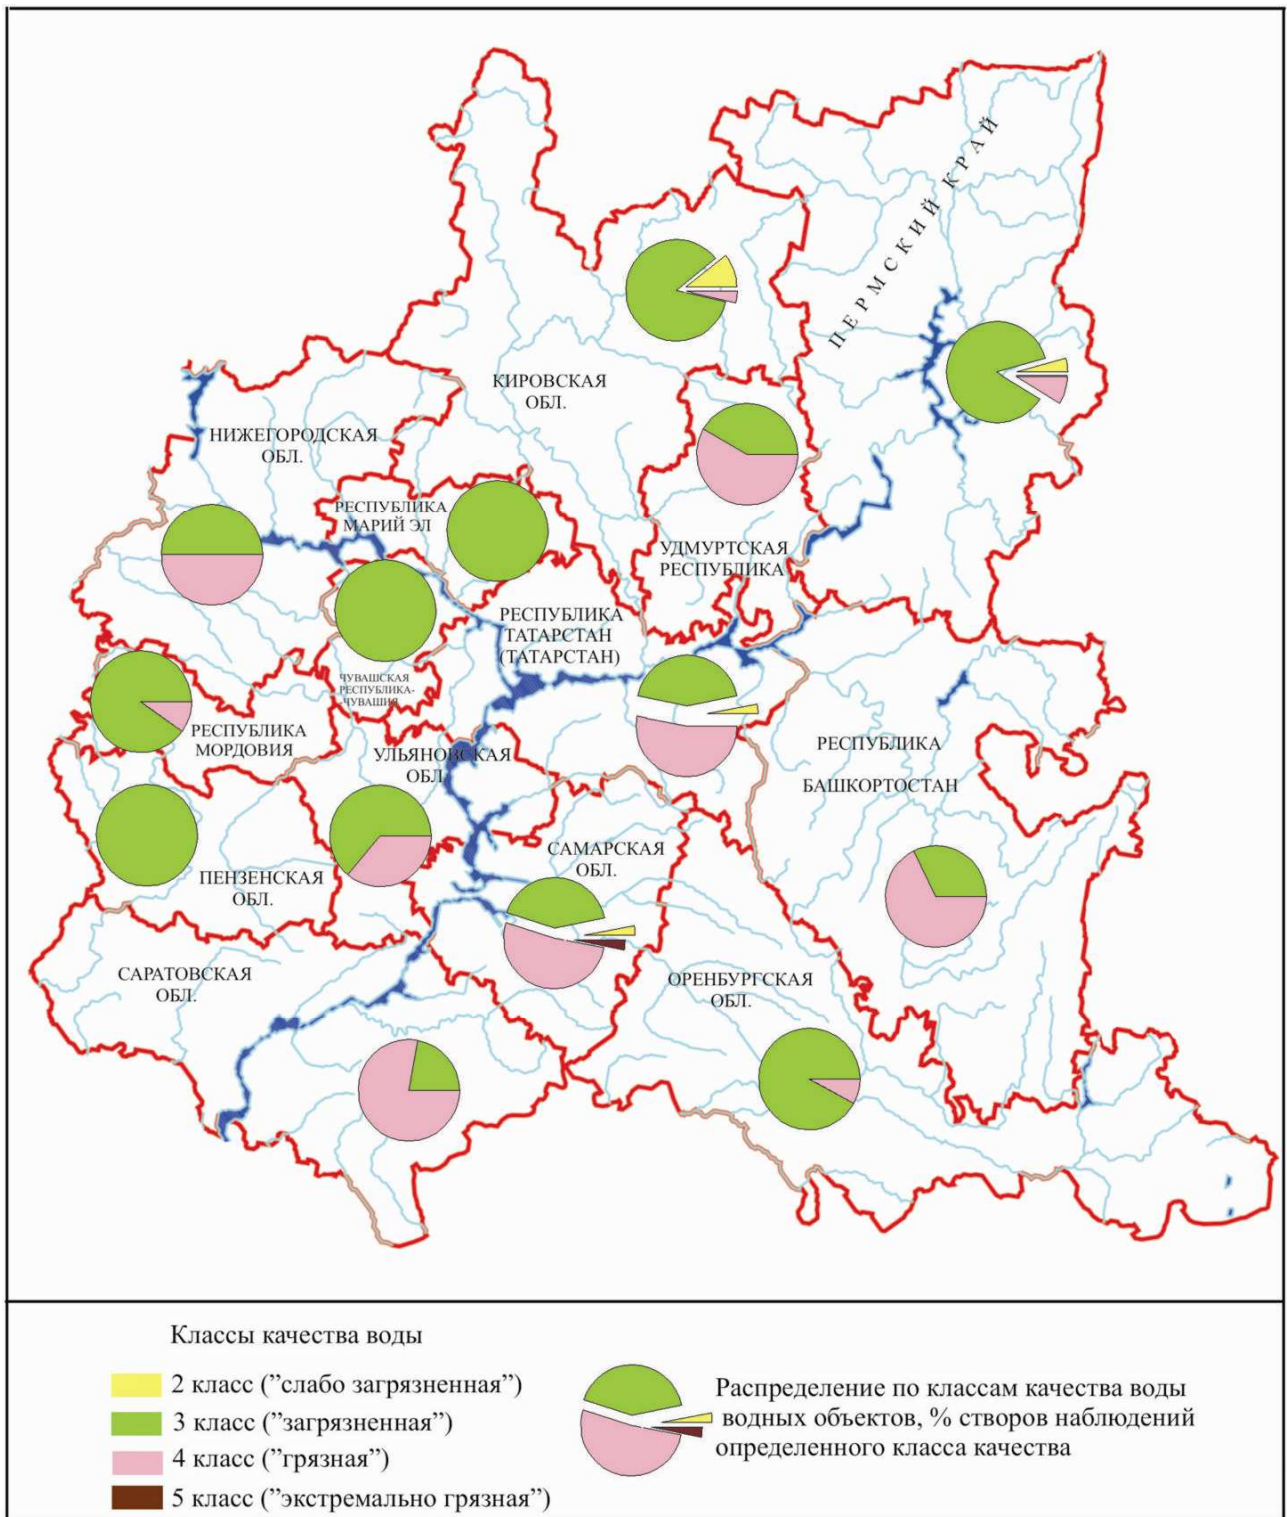 ПЕРМСКИЙ КРАЙ
КИРОВСКАЯ
ОБЛ.
НИЖЕГОРОДСКАЯ
ОБЛ.
РЕСПУБЛИКА
МАРИЙ ЭЛ
УДМУРТСКАЯ
РЕСПУБЛИКА
РЕСПУБЛИКА
ТАТАРСТАН
(ТАТАРСТАН)
ЧУВАШСКАЯ
РЕСПУБЛИКА-
-ЧУВАШИЯ
РЕСПУБЛИКА
МОРДОВИЯ
УЛЬЯНОВСКАЯ
ОБЛ
РЕСПУБЛИКА
БАШКОРТОСТАН
САМАРСКАЯ
ОБЛ.
ПЕНЗЕНСКАЯ
ОБЛ.
САРАТОВСКАЯ
ОБЛ.
ОРЕНБУРГСКАЯ
ОБЛ.
Классы качества воды
2 класс ("слабо загрязненная")
3 класс ("загрязненная")
4 класс ("грязная")
5 класс ("экстремально грязная")
Распределение по классам качества воды
водных объектов, % створов наблюдений
определенного класса качества